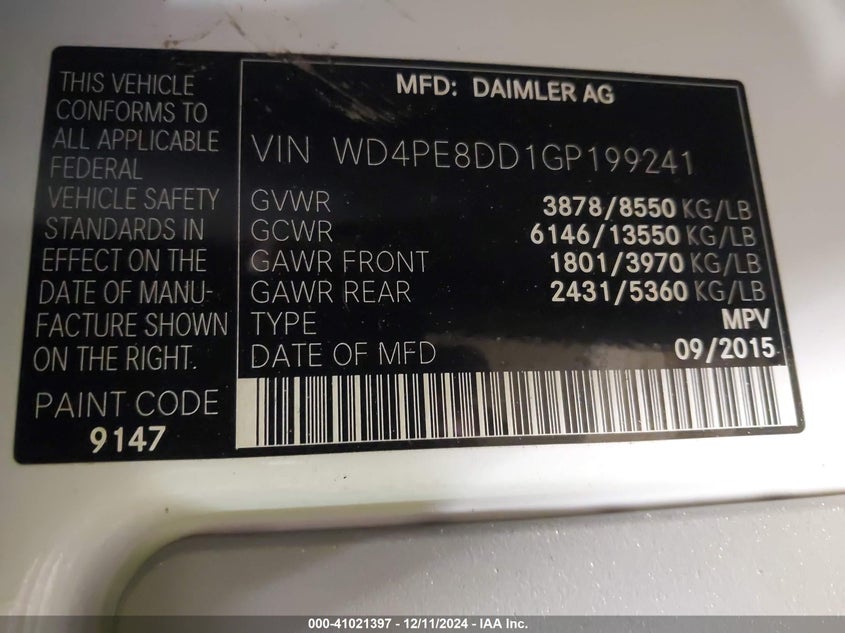 THIS VEHICLE
CONFORMS TO
ALL APPLICABLE
FEDERAL
VEHICLE SAFETY
STANDARDS IN
EFFECT ON THE
DATE OF MANU-
FACTURE SHOWN
ON THE RIGHT.
PAINT CODE
9147
MFD: DAIMLER AG
VIN WD4PE8DD1GP199241
GVWR 3878/8550 KG/LB
GCWR 6146/13550 KG/LB
GAWR FRONT 1801/3970 KG/LB
GAWR REAR 2431/5360 KG/LB
TYPE MPV
DATE OF MFD 09/2015
000-41021397 - 12/11/2024 - IAA Inc.